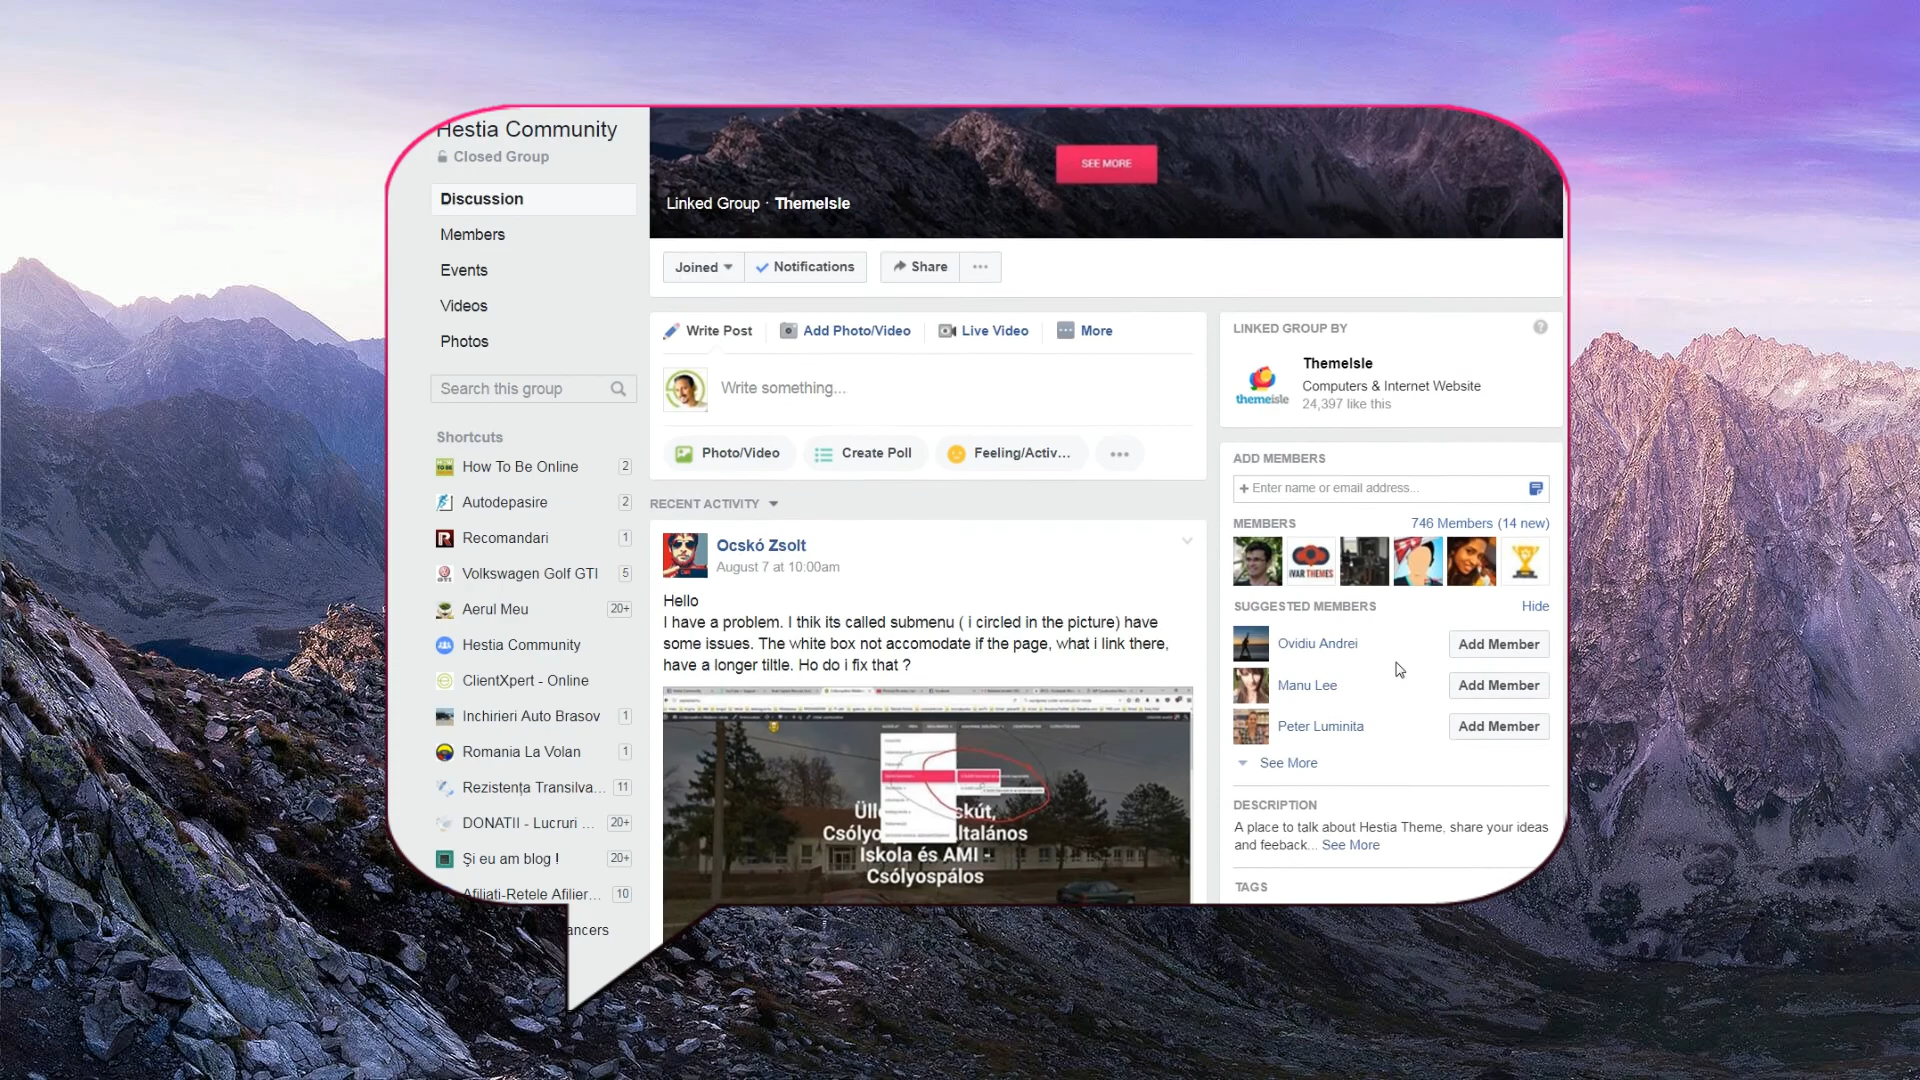 Hestia Community
Closed Group
Discussion
Members
Events
Videos
Photos
Search this group
Shortcuts
How To Be Online 2
Autodepasire 2
Recomandari 1
Volkswagen Golf GTI 5
Aerul Meu 20+
Hestia Community
ClientXpert - Online
Inchirieri Auto Brasov 1
Romania La Volan 1
Rezistența Transilva... 11
DONATII - Lucruri ... 20+
Și eu am blog ! 20+
Afiliati-Retele Afilier... 10
ancers
SEE MORE
Linked Group · ThemeIsle
Joined Notifications Share
Write Post Add Photo/Video Live Video More
Write something...
Photo/Video Create Poll Feeling/Activ...
RECENT ACTIVITY
Ocskó Zsolt
August 7 at 10:00am
Hello
I have a problem. I thik its called submenu ( i circled in the picture) have
some issues. The white box not accomodate if the page, what i link there,
have a longer tiltle. Ho do i fix that ?
Üll skút,
Csólyo ltalános
Iskola és AMI -
Csólyospálos
LINKED GROUP BY
ThemeIsle
Computers & Internet Website
24,397 like this
themeisle
ADD MEMBERS
+ Enter name or email address...
MEMBERS 746 Members (14 new)
IVAR THEMES
SUGGESTED MEMBERS Hide
Ovidiu Andrei Add Member
Manu Lee Add Member
Peter Luminita Add Member
See More
DESCRIPTION
A place to talk about Hestia Theme, share your ideas
and feeback... See More
TAGS